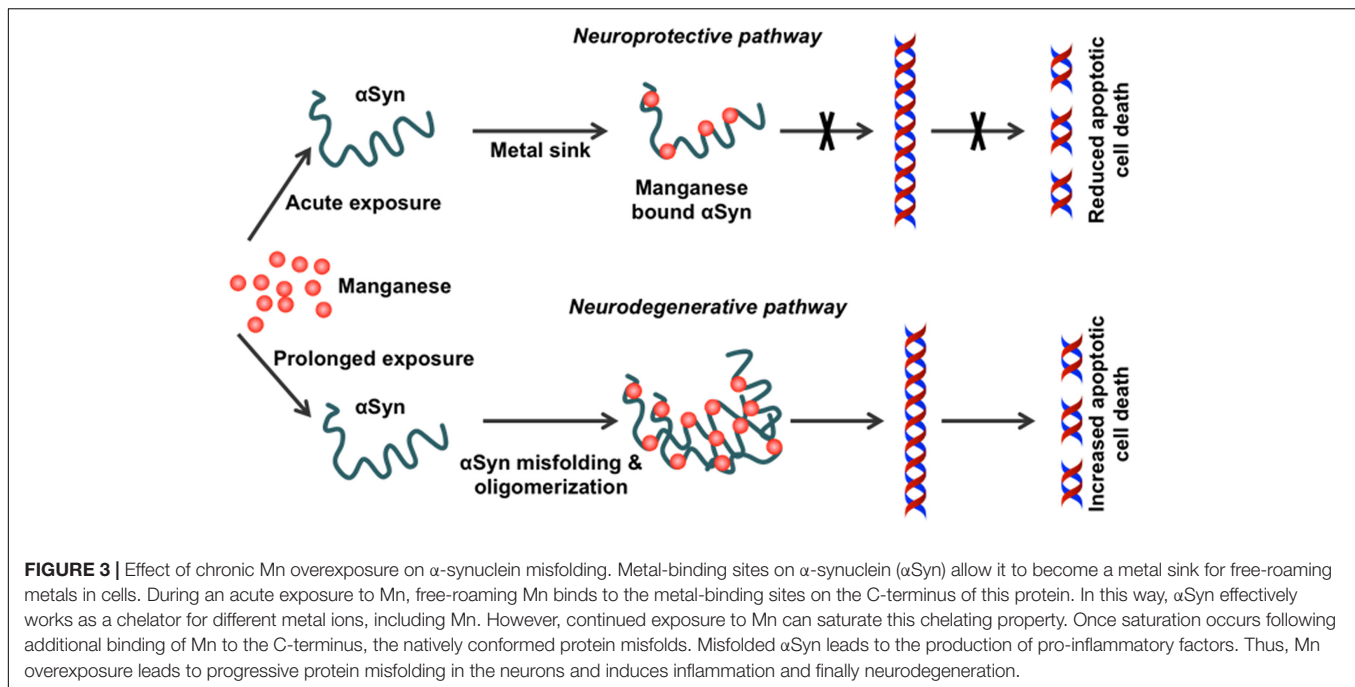 Neuroprotective pathway
αSyn
Metal sink
Acute exposure
Manganese
bound αSyn
Reduced apoptotic
cell death
Manganese
Neurodegenerative pathway
Prolonged exposure
αSyn
αSyn misfolding &
oligomerization
Increased apoptotic
cell death
FIGURE 3 | Effect of chronic Mn overexposure on α-synuclein misfolding. Metal-binding sites on α-synuclein (αSyn) allow it to become a metal sink for free-roaming
metals in cells. During an acute exposure to Mn, free-roaming Mn binds to the metal-binding sites on the C-terminus of this protein. In this way, αSyn effectively
works as a chelator for different metal ions, including Mn. However, continued exposure to Mn can saturate this chelating property. Once saturation occurs following
additional binding of Mn to the C-terminus, the natively conformed protein misfolds. Misfolded αSyn leads to the production of pro-inflammatory factors. Thus, Mn
overexposure leads to progressive protein misfolding in the neurons and induces inflammation and finally neurodegeneration.